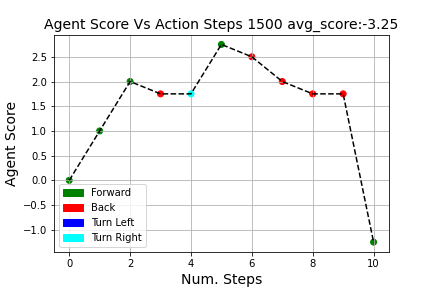 Agent Score Vs Action Steps 1500 avg_score:-3.25
Agent Score
2.5
2.0
1.5
1.0
0.5
0.0
−0.5
−1.0
Forward
Back
Turn Left
Turn Right
0 2 4 6 8 10
Num. Steps